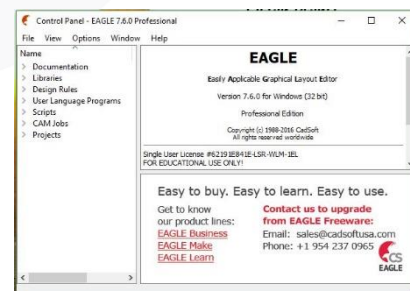 Control Panel - EAGLE 7.6.0 Professional
File View Options Window Help
Name
Documentation
Libraries
Design Rules
User Language Programs
Scripts
CAM Jobs
Projects
EAGLE
Easily Applicable Graphical Layout Editor
Version 7.6.0 for Windows (32 bit)
Professional Edition
Copyright (c) 1988-2016 CadSoft
All rights reserved worldwide
Single User License #62191E841E-LSR-WLM-1EL
FOR EDUCATIONAL USE ONLY!
Easy to buy. Easy to learn. Easy to use.
Get to know
our product lines:
EAGLE Business
EAGLE Make
EAGLE Learn
Contact us to upgrade
from EAGLE Freeware:
Email: sales@cadsoftusa.com
Phone: +1 954 237 0965
CS
EAGLE